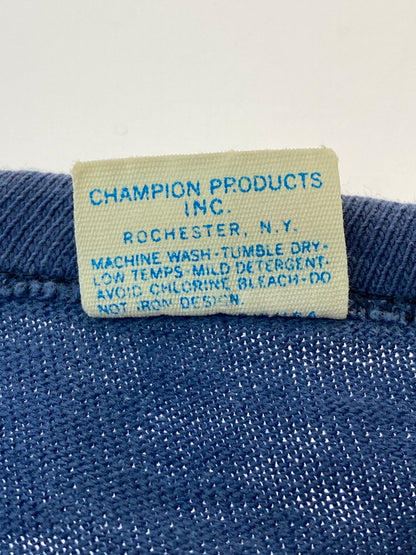 CHAMPION PRODUCTS
INC.
ROCHESTER, N.Y.
MACHINE WASH-TUMBLE DRY-
LOW TEMPS-MILD DETERGENT.
AVOID CHLORINE BLEACH-DO
NOT IRON DESIGN.